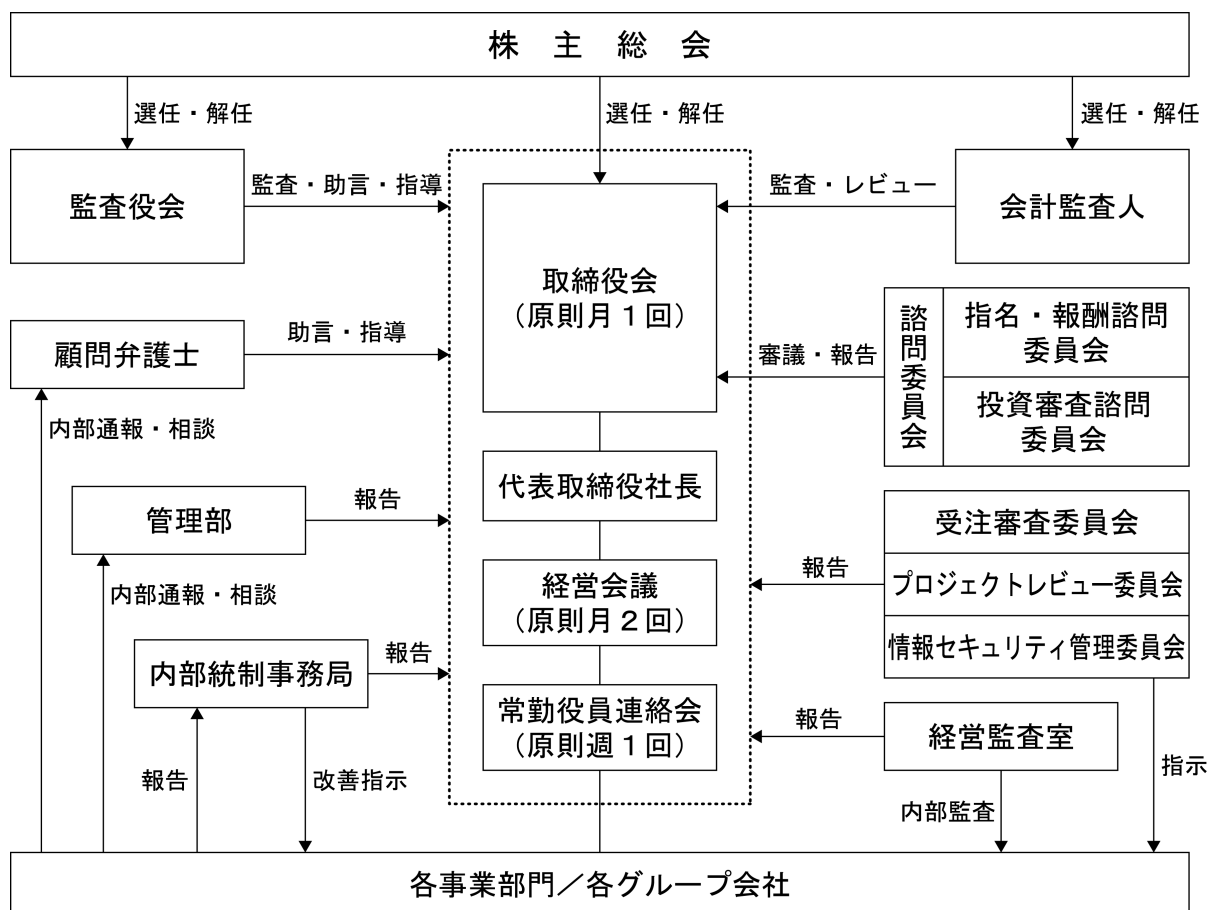 株主総会
選任・解任
選任・解任
選任・解任
監査役会
監査・助言・指導
監査・レビュー
会計監査人
取締役会
（原則月１回）
顧問弁護士
助言・指導
審議・報告
諮問委員会
指名・報酬諮問
委員会
投資審査諮問
委員会
内部通報・相談
代表取締役社長
管理部
報告
受注審査委員会
プロジェクトレビュー委員会
情報セキュリティ管理委員会
報告
内部通報・相談
経営会議
（原則月２回）
内部統制事務局
報告
常勤役員連絡会
（原則週１回）
報告
経営監査室
指示
報告
改善指示
内部監査
各事業部門／各グループ会社